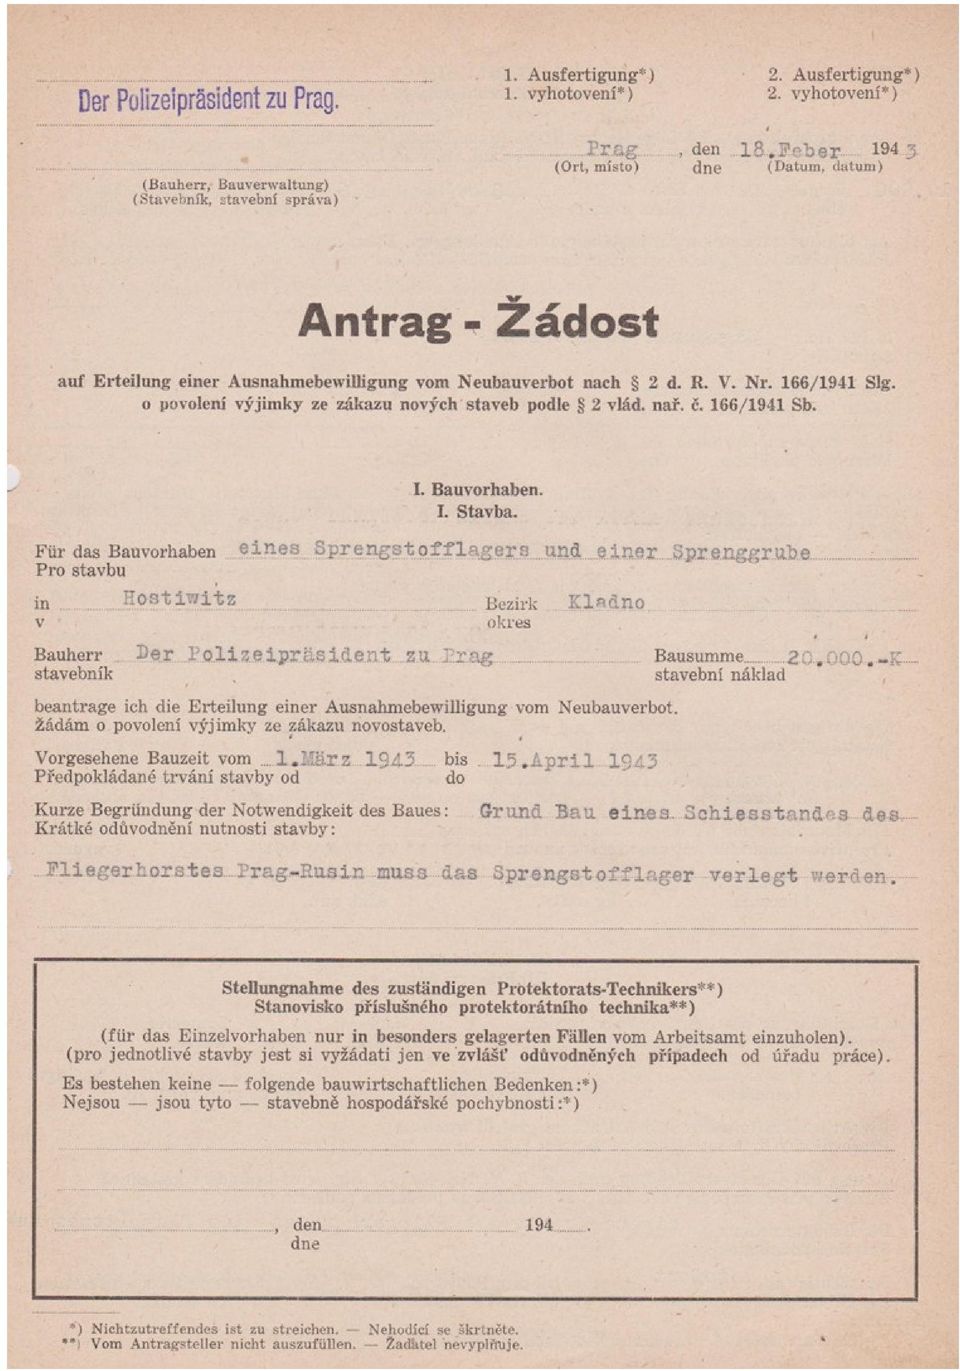 1. Ausfertigung*) 2. Ausfertigung*)
1. vyhotovení*) 2. vyhotovení*)
Der Polizeipräsident zu Prag.
Prag, den 18.Feber 1943
(Ort, místo) dne (Datum, datum)
(Bauherr, Bauverwaltung)
(Stavebník, stavební správa)
Antrag - Žádost
auf Erteilung einer Ausnahmebewilligung vom Neubauverbot nach § 2 d. R. V. Nr. 166/1941 Slg.
o povolení výjimky ze zákazu nových staveb podle § 2 vlád. nař. č. 166/1941 Sb.
I. Bauvorhaben.
I. Stavba.
Für das Bauvorhaben eines Sprengstofflagers und einer Sprenggrube
Pro stavbu
in Hostiwitz Bezirk Kladno
v okres
Bauherr Der Polizeipräsident zu Prag Bausumme 20.000.-K
stavebník stavební náklad
beantrage ich die Erteilung einer Ausnahmebewilligung vom Neubauverbot.
žádám o povolení výjimky ze zákazu novostaveb.
Vorgesehene Bauzeit vom 1.März 1943 bis 15.April 1943
Předpokládané trvání stavby od do
Kurze Begründung der Notwendigkeit des Baues: Grund Bau eines Schiesstandes des
Krátké odůvodnění nutnosti stavby:
Fliegerhorstes Prag-Rusin muss das Sprengstofflager verlegt werden.
Stellungnahme des zuständigen Protektorats-Technikers**)
Stanovisko příslušného protektorátního technika**)
(für das Einzelvorhaben nur in besonders gelagerten Fällen vom Arbeitsamt einzuholen).
(pro jednotlivé stavby jest si vyžádati jen ve zvlášť odůvodněných případech od úřadu práce).
Es bestehen keine — folgende bauwirtschaftlichen Bedenken:*)
Nejsou — jsou tyto — stavebně hospodářské pochybnosti:*)
, den 194 .
dne
*) Nichtzutreffendes ist zu streichen. — Nehodící se škrtněte.
**) Vom Antragsteller nicht auszufüllen. — Žadatel nevyplňuje.